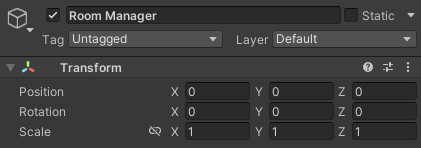 Room Manager Static
Tag Untagged Layer Default
Transform
Position X 0 Y 0 Z 0
Rotation X 0 Y 0 Z 0
Scale X 1 Y 1 Z 1